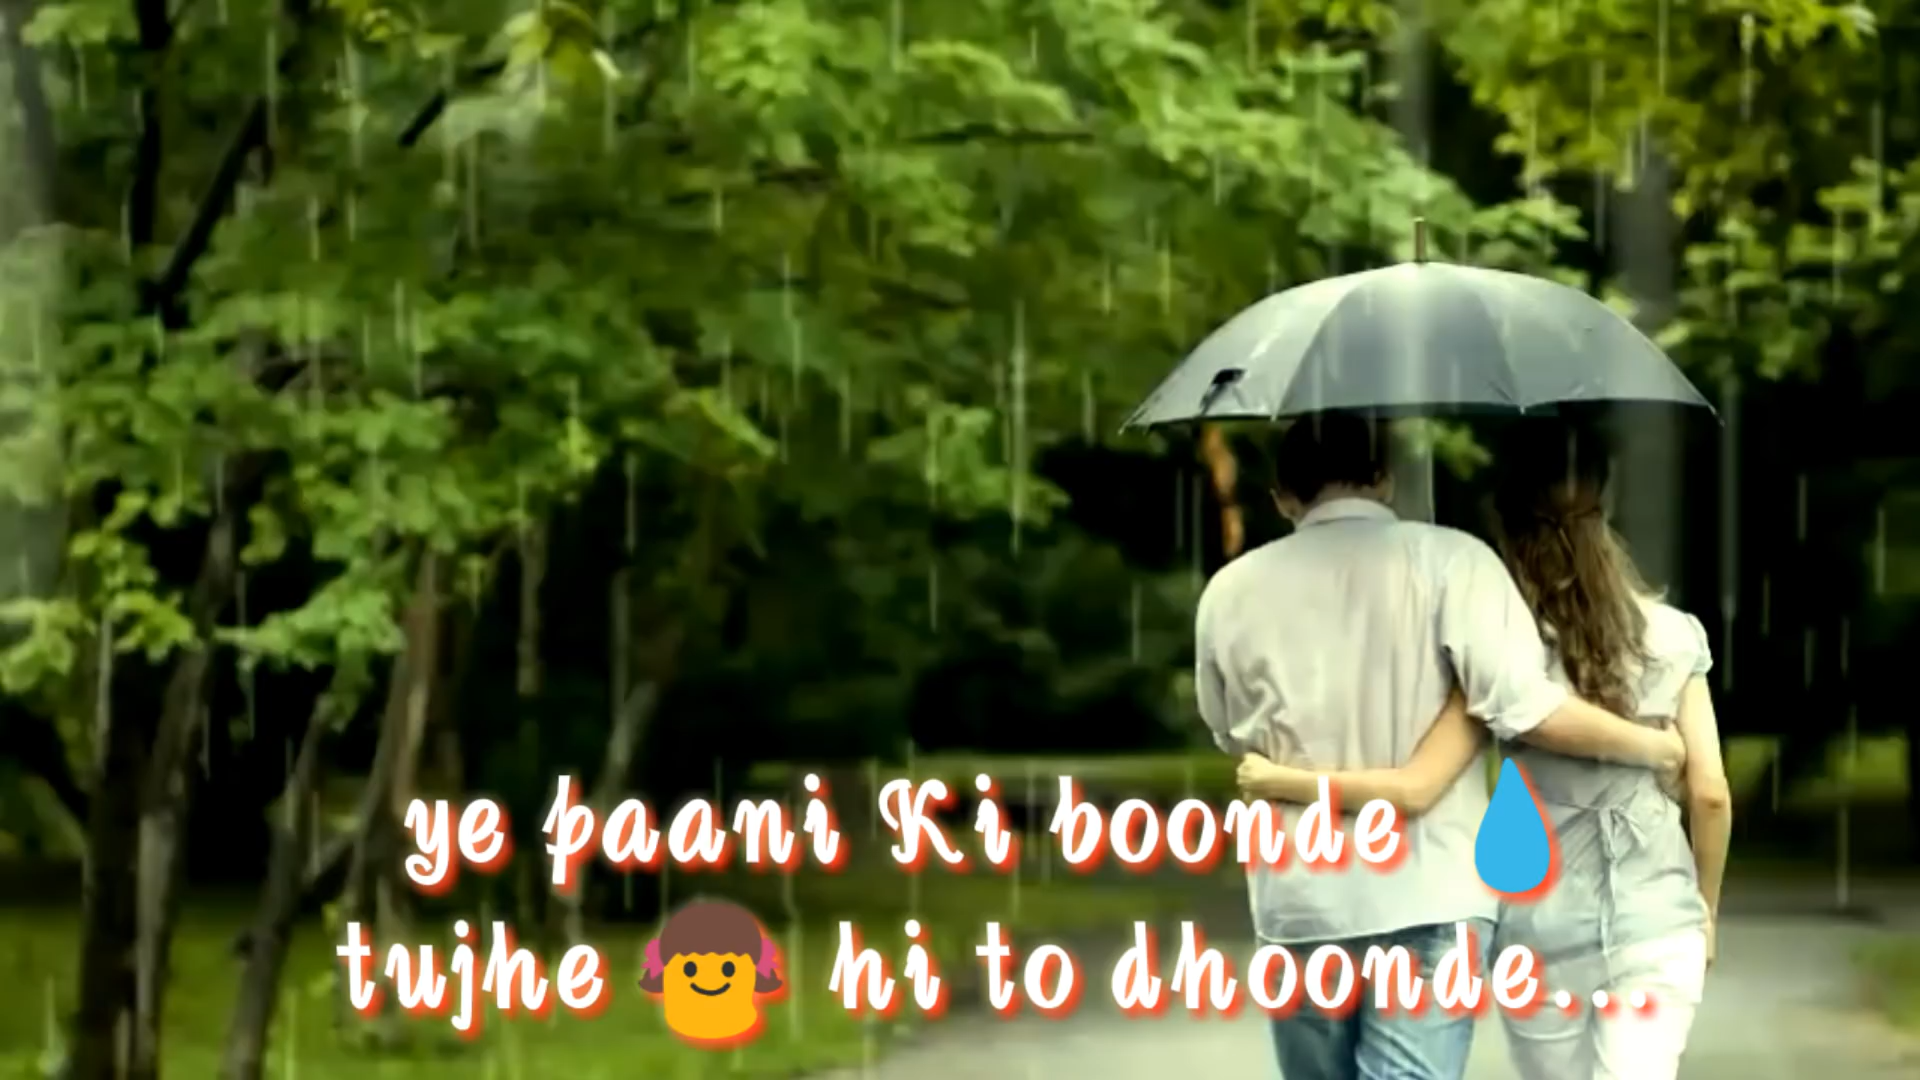 ye paani Ki boonde 💧
tujhe 👧 hi to dhoonde...